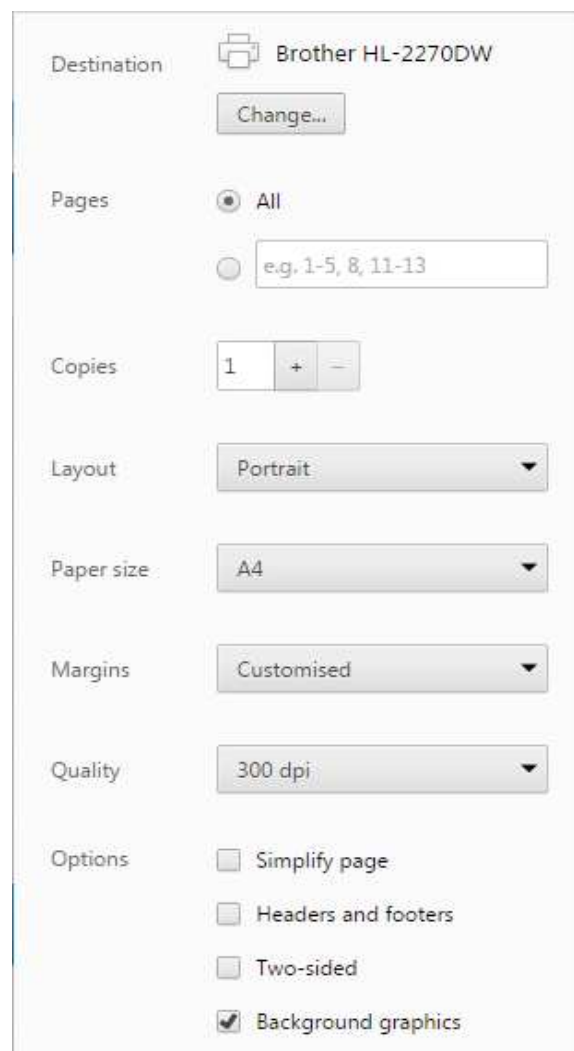 Destination
Brother HL-2270DW
Change...
Pages
All
e.g. 1-5, 8, 11-13
Copies
1 + −
Layout
Portrait
Paper size
A4
Margins
Customised
Quality
300 dpi
Options
Simplify page
Headers and footers
Two-sided
Background graphics